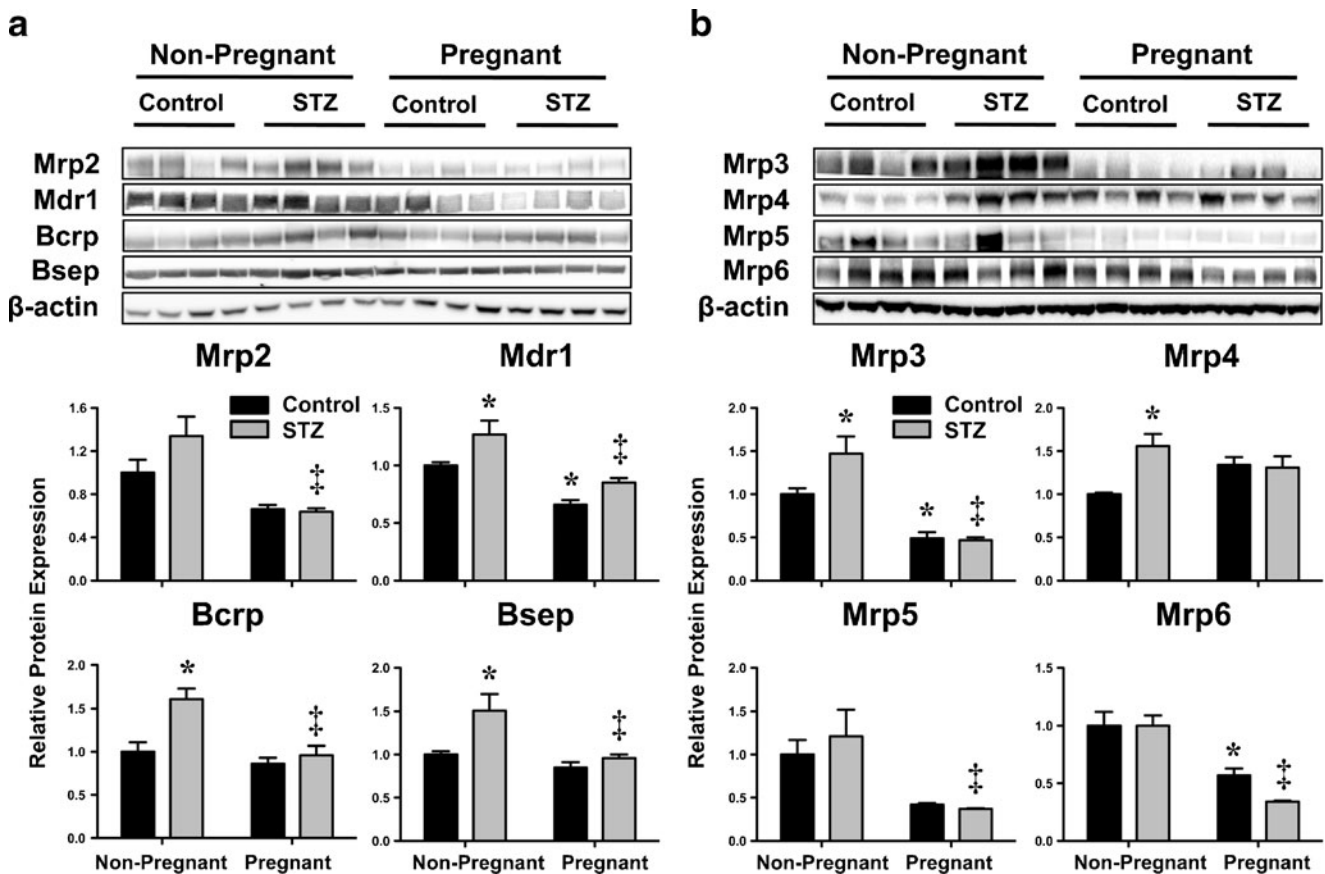 a
Non-Pregnant Pregnant
Control STZ Control STZ
Mrp2
Mdr1
Bcrp
Bsep
β-actin
Mrp2 Mdr1
Relative Protein Expression
1.6
1.2
0.8
0.4
0.0
Control
STZ
‡
1.5
1.0
0.5
0.0
*
*
‡
Bcrp Bsep
2.0
1.5
1.0
0.5
0.0
*
‡
2.0
1.5
1.0
0.5
0.0
*
‡
Non-Pregnant Pregnant Non-Pregnant Pregnant
b
Non-Pregnant Pregnant
Control STZ Control STZ
Mrp3
Mrp4
Mrp5
Mrp6
β-actin
Mrp3 Mrp4
Relative Protein Expression
2.0
1.5
1.0
0.5
0.0
Control
STZ
*
*
‡
2.0
1.5
1.0
0.5
0.0
*
Mrp5 Mrp6
2.0
1.5
1.0
0.5
0.0
‡
1.5
1.0
0.5
0.0
*
‡
Non-Pregnant Pregnant Non-Pregnant Pregnant